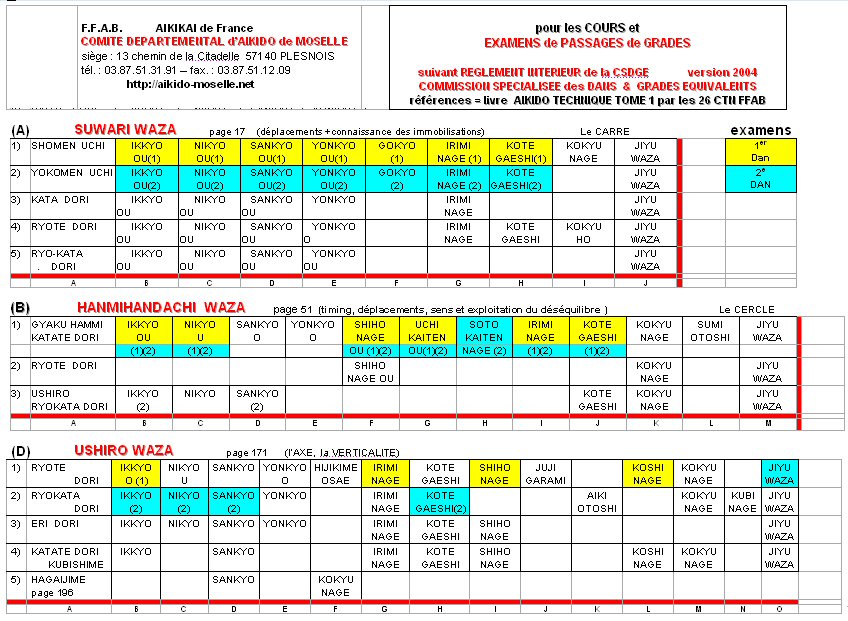 F.F.A.B. AIKIKAI de France
COMITE DEPARTEMENTAL d'AIKIDO de MOSELLE
siège : 13 chemin de la Citadelle 57140 PLESNOIS
tél. : 03.87.51.31.91 – fax. : 03.87.51.12.09
http://aikido-moselle.net
pour les COURS et
EXAMENS de PASSAGES de GRADES
suivant REGLEMENT INTERIEUR de la CSDGE version 2004
COMMISSION SPECIALISEE des DANS & GRADES EQUIVALENTS
références = livre AIKIDO TECHNIQUE TOME 1 par les 26 CTN FFAB
(A) SUWARI WAZA page 17 (déplacements +connaissance des immobilisations) Le CARRE examens
1) SHOMEN UCHI IKKYO NIKYO SANKYO YONKYO GOKYO IRIMI KOTE KOKYU JIYU 1er
OU(1) OU(1) OU(1) OU(1) (1) NAGE (1) GAESHI(1) NAGE WAZA Dan
2) YOKOMEN UCHI IKKYO NIKYO SANKYO YONKYO GOKYO IRIMI KOTE JIYU 2e
OU(2) OU(2) OU(2) OU(2) (2) NAGE (2) GAESHI(2) WAZA DAN
3) KATA DORI IKKYO NIKYO SANKYO YONKYO IRIMI JIYU
OU OU OU NAGE WAZA
4) RYOTE DORI IKKYO NIKYO SANKYO YONKYO IRIMI KOTE KOKYU JIYU
OU OU OU O NAGE GAESHI HO WAZA
5) RYO-KATA IKKYO NIKYO SANKYO YONKYO JIYU
. DORI OU OU OU OU WAZA
A B C D E F G H I J
(B) HANMIHANDACHI WAZA page 51 (timing, déplacements, sens et exploitation du déséquilibre ) Le CERCLE
1) GYAKU HAMMI IKKYO NIKYO SANKYO YONKYO SHIHO UCHI SOTO IRIMI KOTE KOKYU SUMI JIYU
KATATE DORI OU U O O NAGE KAITEN KAITEN NAGE GAESHI NAGE OTOSHI WAZA
(1)(2) (1)(2) OU (1)(2) OU(1)(2) NAGE (2) (1)(2) (1)(2)
2) RYOTE DORI SHIHO KOKYU JIYU
NAGE OU NAGE WAZA
3) USHIRO IKKYO NIKYO SANKYO KOTE KOKYU JIYU
RYOKATA DORI (2) (2) GAESHI NAGE WAZA
A B C D E F G H I J K L M
(D) USHIRO WAZA page 171 (l'AXE, la VERTICALITE)
1) RYOTE IKKYO NIKYO SANKYO YONKYO HIJIKIME IRIMI KOTE SHIHO JUJI KOSHI KOKYU JIYU
DORI O (1) U O OSAE NAGE GAESHI NAGE GARAMI NAGE NAGE WAZA
2) RYOKATA IKKYO NIKYO SANKYO IRIMI KOTE AIKI KOKYU KUBI JIYU
DORI (2) (2) (2) NAGE GAESHI(2) OTOSHI NAGE NAGE WAZA
3) ERI DORI IKKYO NIKYO SANKYO YONKYO IRIMI KOTE SHIHO JIYU
NAGE GAESHI NAGE WAZA
4) KATATE DORI IKKYO SANKYO IRIMI KOTE SHIHO KOSHI KOKYU JIYU
KUBISHIME NAGE GAESHI NAGE NAGE NAGE WAZA
5) HAGAIJIME SANKYO KOKYU
page 196 NAGE
A B C D E F G H I J K L M N O